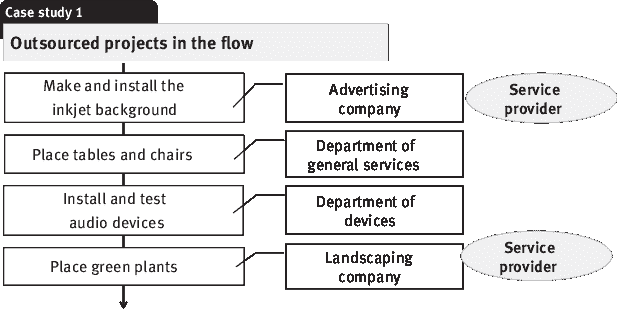 Case study 1
Outsourced projects in the flow
Make and install the
inkjet background
Advertising
company
Service
provider
Place tables and chairs
Department of
general services
Install and test
audio devices
Department of
devices
Place green plants
Landscaping
company
Service
provider